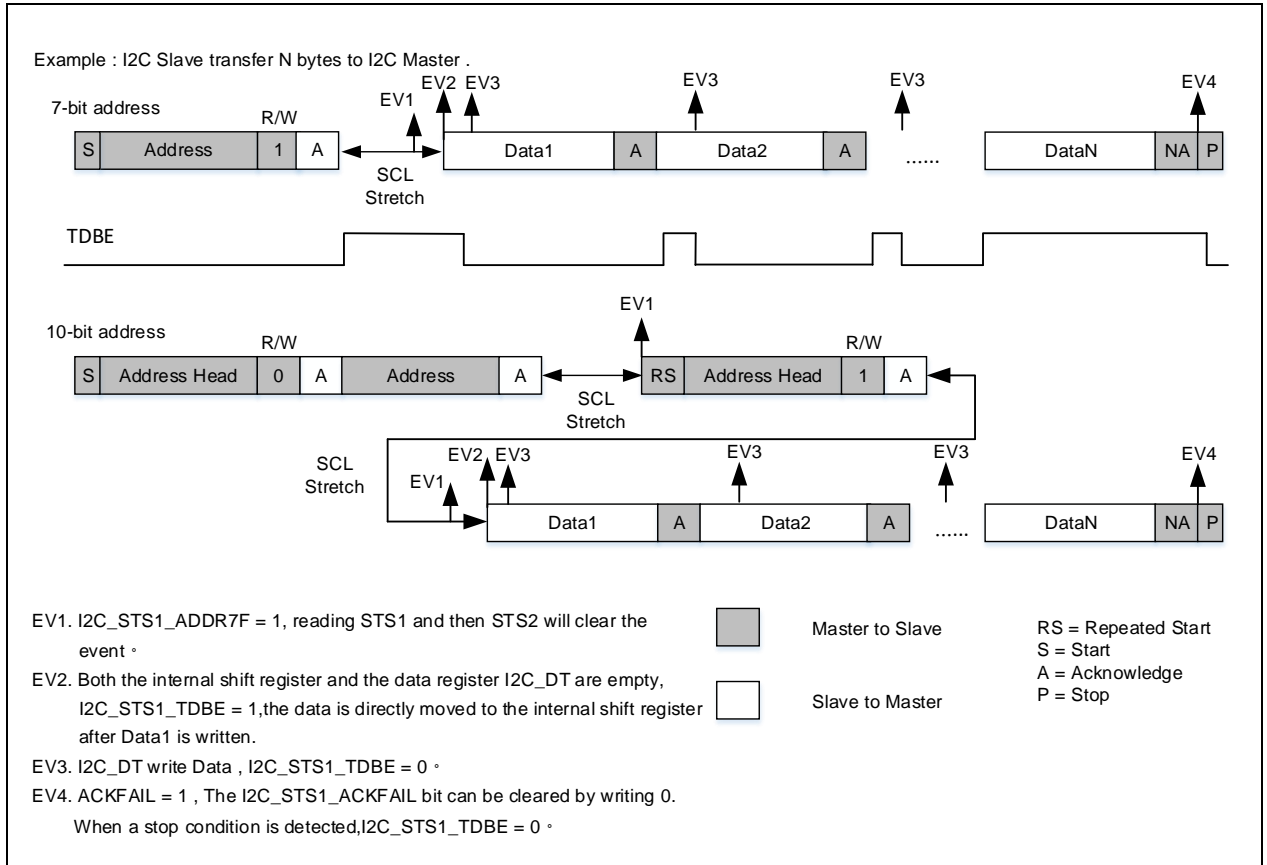 Example : I2C Slave transfer N bytes to I2C Master .
EV2 EV3 EV3 EV3 EV4
7-bit address EV1
R/W
S Address 1 A Data1 A Data2 A ...... DataN NA P
SCL
Stretch
TDBE
EV1
10-bit address
R/W R/W
S Address Head 0 A Address A RS Address Head 1 A
SCL
Stretch
SCL
Stretch
EV2 EV3 EV3 EV3 EV4
EV1
Data1 A Data2 A ...... DataN NA P
EV1. I2C_STS1_ADDR7F = 1, reading STS1 and then STS2 will clear the
event。
EV2. Both the internal shift register and the data register I2C_DT are empty,
I2C_STS1_TDBE = 1,the data is directly moved to the internal shift register
after Data1 is written.
EV3. I2C_DT write Data , I2C_STS1_TDBE = 0。
EV4. ACKFAIL = 1 , The I2C_STS1_ACKFAIL bit can be cleared by writing 0.
When a stop condition is detected,I2C_STS1_TDBE = 0。
Master to Slave
Slave to Master
RS = Repeated Start
S = Start
A = Acknowledge
P = Stop